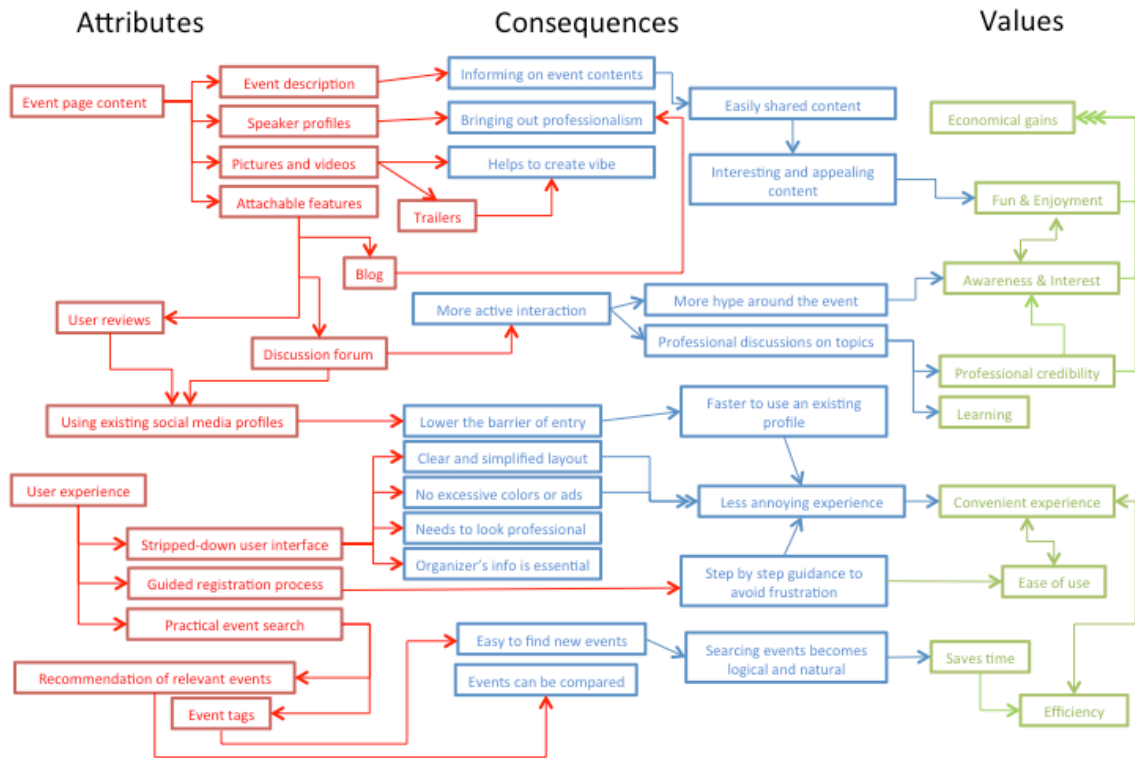 Attributes
Consequences
Values
Event page content
Event description
Speaker profiles
Pictures and videos
Attachable features
Trailers
Blog
User reviews
Discussion forum
Using existing social media profiles
User experience
Stripped-down user interface
Guided registration process
Practical event search
Recommendation of relevant events
Event tags
Informing on event contents
Bringing out professionalism
Helps to create vibe
Easily shared content
Interesting and appealing
content
More active interaction
More hype around the event
Professional discussions on topics
Lower the barrier of entry
Faster to use an existing
profile
Clear and simplified layout
No excessive colors or ads
Needs to look professional
Organizer's info is essential
Less annoying experience
Step by step guidance to
avoid frustration
Easy to find new events
Events can be compared
Searcing events becomes
logical and natural
Economical gains
Fun & Enjoyment
Awareness & Interest
Professional credibility
Learning
Convenient experience
Ease of use
Saves time
Efficiency